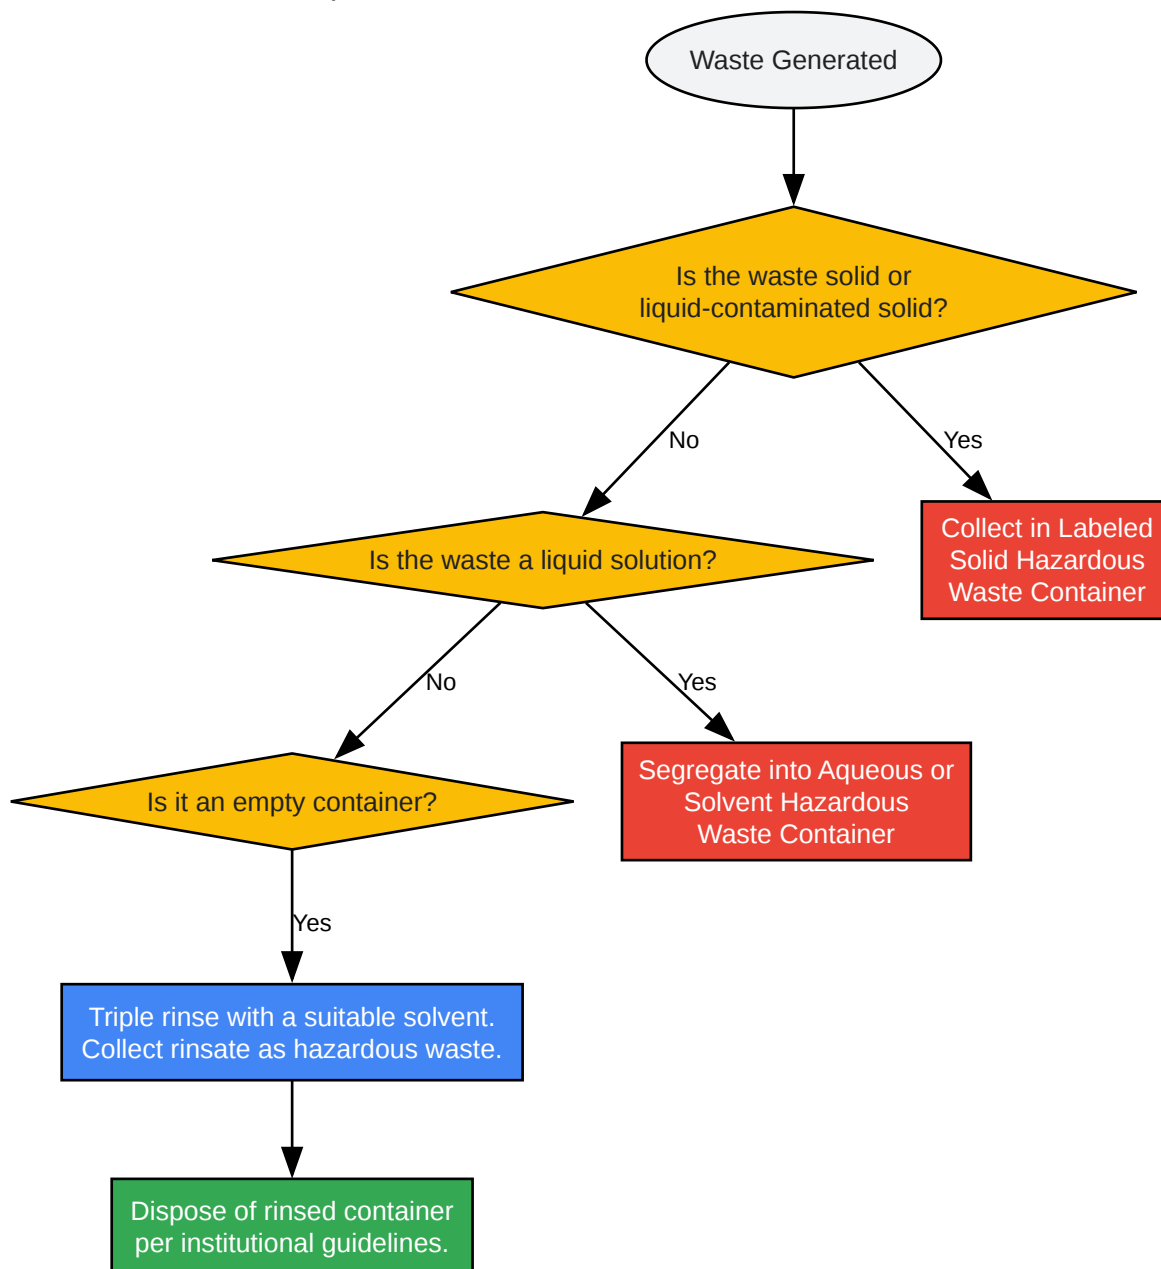 Waste Generated
Is the waste solid or
liquid-contaminated solid?
No
Yes
Collect in Labeled
Solid Hazardous
Waste Container
Is the waste a liquid solution?
No
Yes
Segregate into Aqueous or
Solvent Hazardous
Waste Container
Is it an empty container?
Yes
Triple rinse with a suitable solvent.
Collect rinsate as hazardous waste.
Dispose of rinsed container
per institutional guidelines.